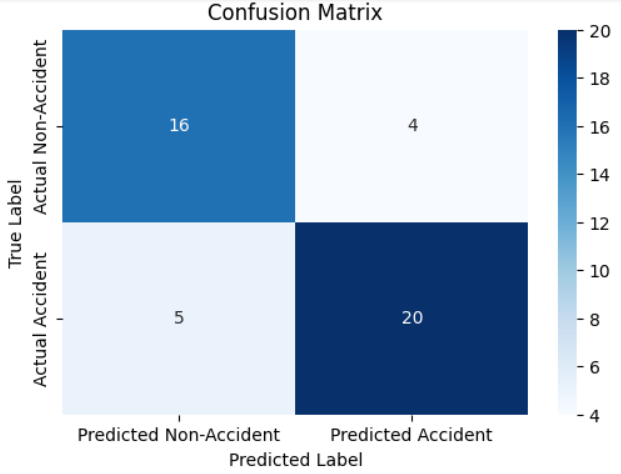 Confusion Matrix
True Label
Actual Non-Accident
Actual Accident
16
4
5
20
Predicted Non-Accident
Predicted Accident
Predicted Label
20
18
16
14
12
10
8
6
4